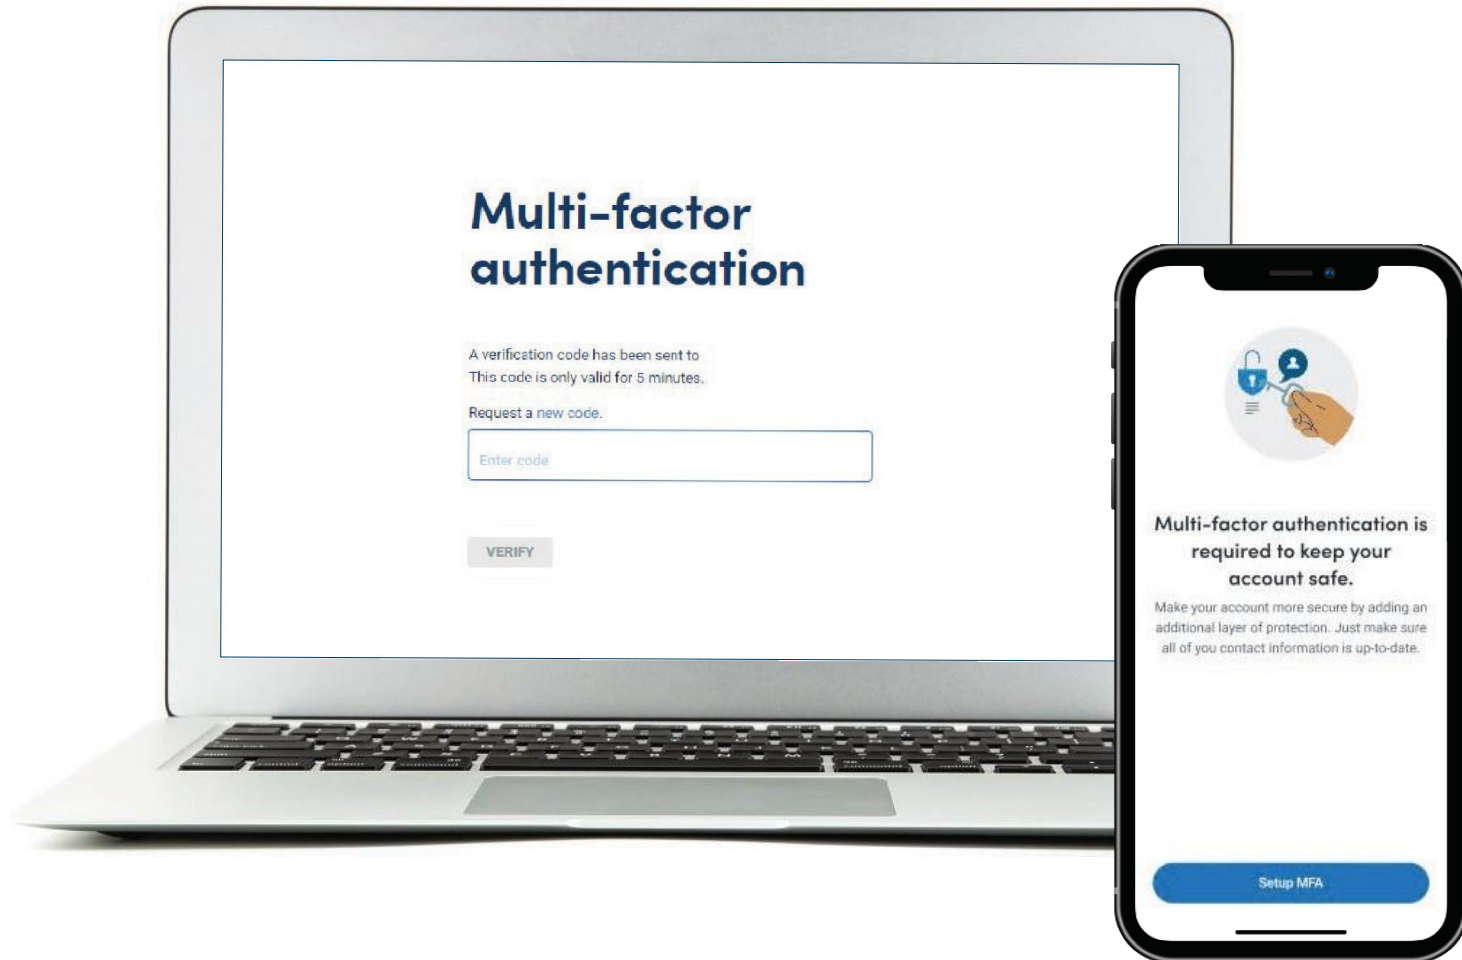 Multi-factor
authentication
A verification code has been sent to
This code is only valid for 5 minutes.
Request a new code.
Enter code
VERIFY
Multi-factor authentication is
required to keep your
account safe.
Make your account more secure by adding an
additional layer of protection. Just make sure
all of you contact information is up-to-date.
Setup MFA